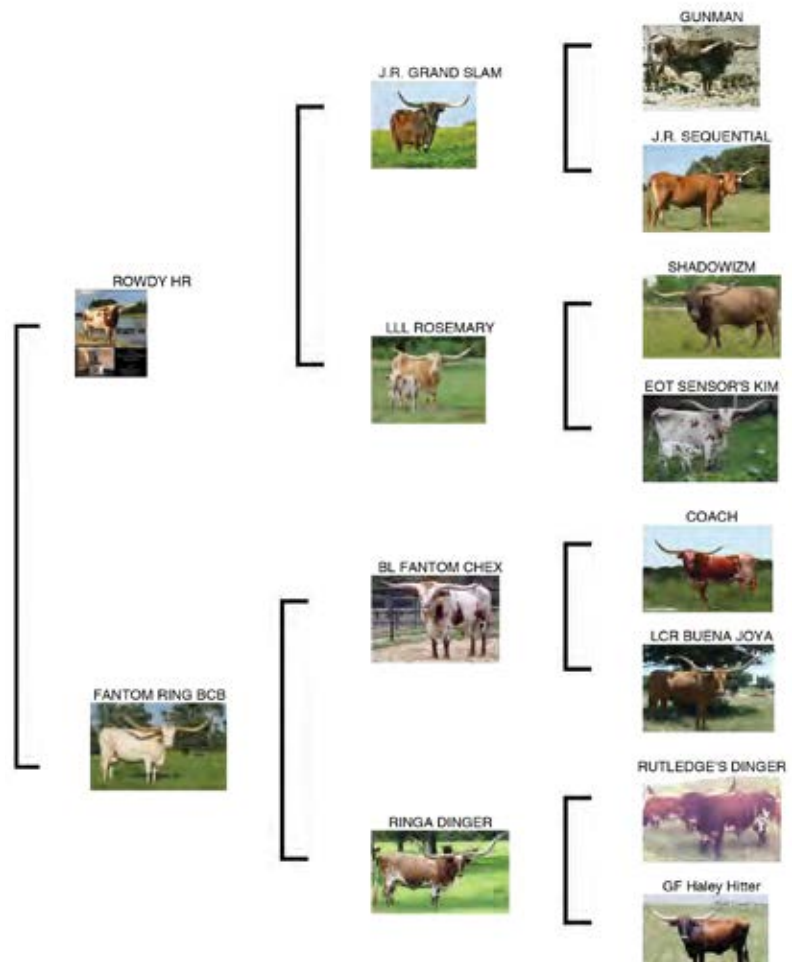 GUNMAN
J.R. GRAND SLAM
J.R. SEQUENTIAL
SHADOWIZM
ROWDY HR
LLL ROSEMARY
EOT SENSOR'S KIM
COACH
BL FANTOM CHEX
LCR BUENA JOYA
FANTOM RING BCB
RUTLEDGE'S DINGER
RINGA DINGER
GF Haley Hitter